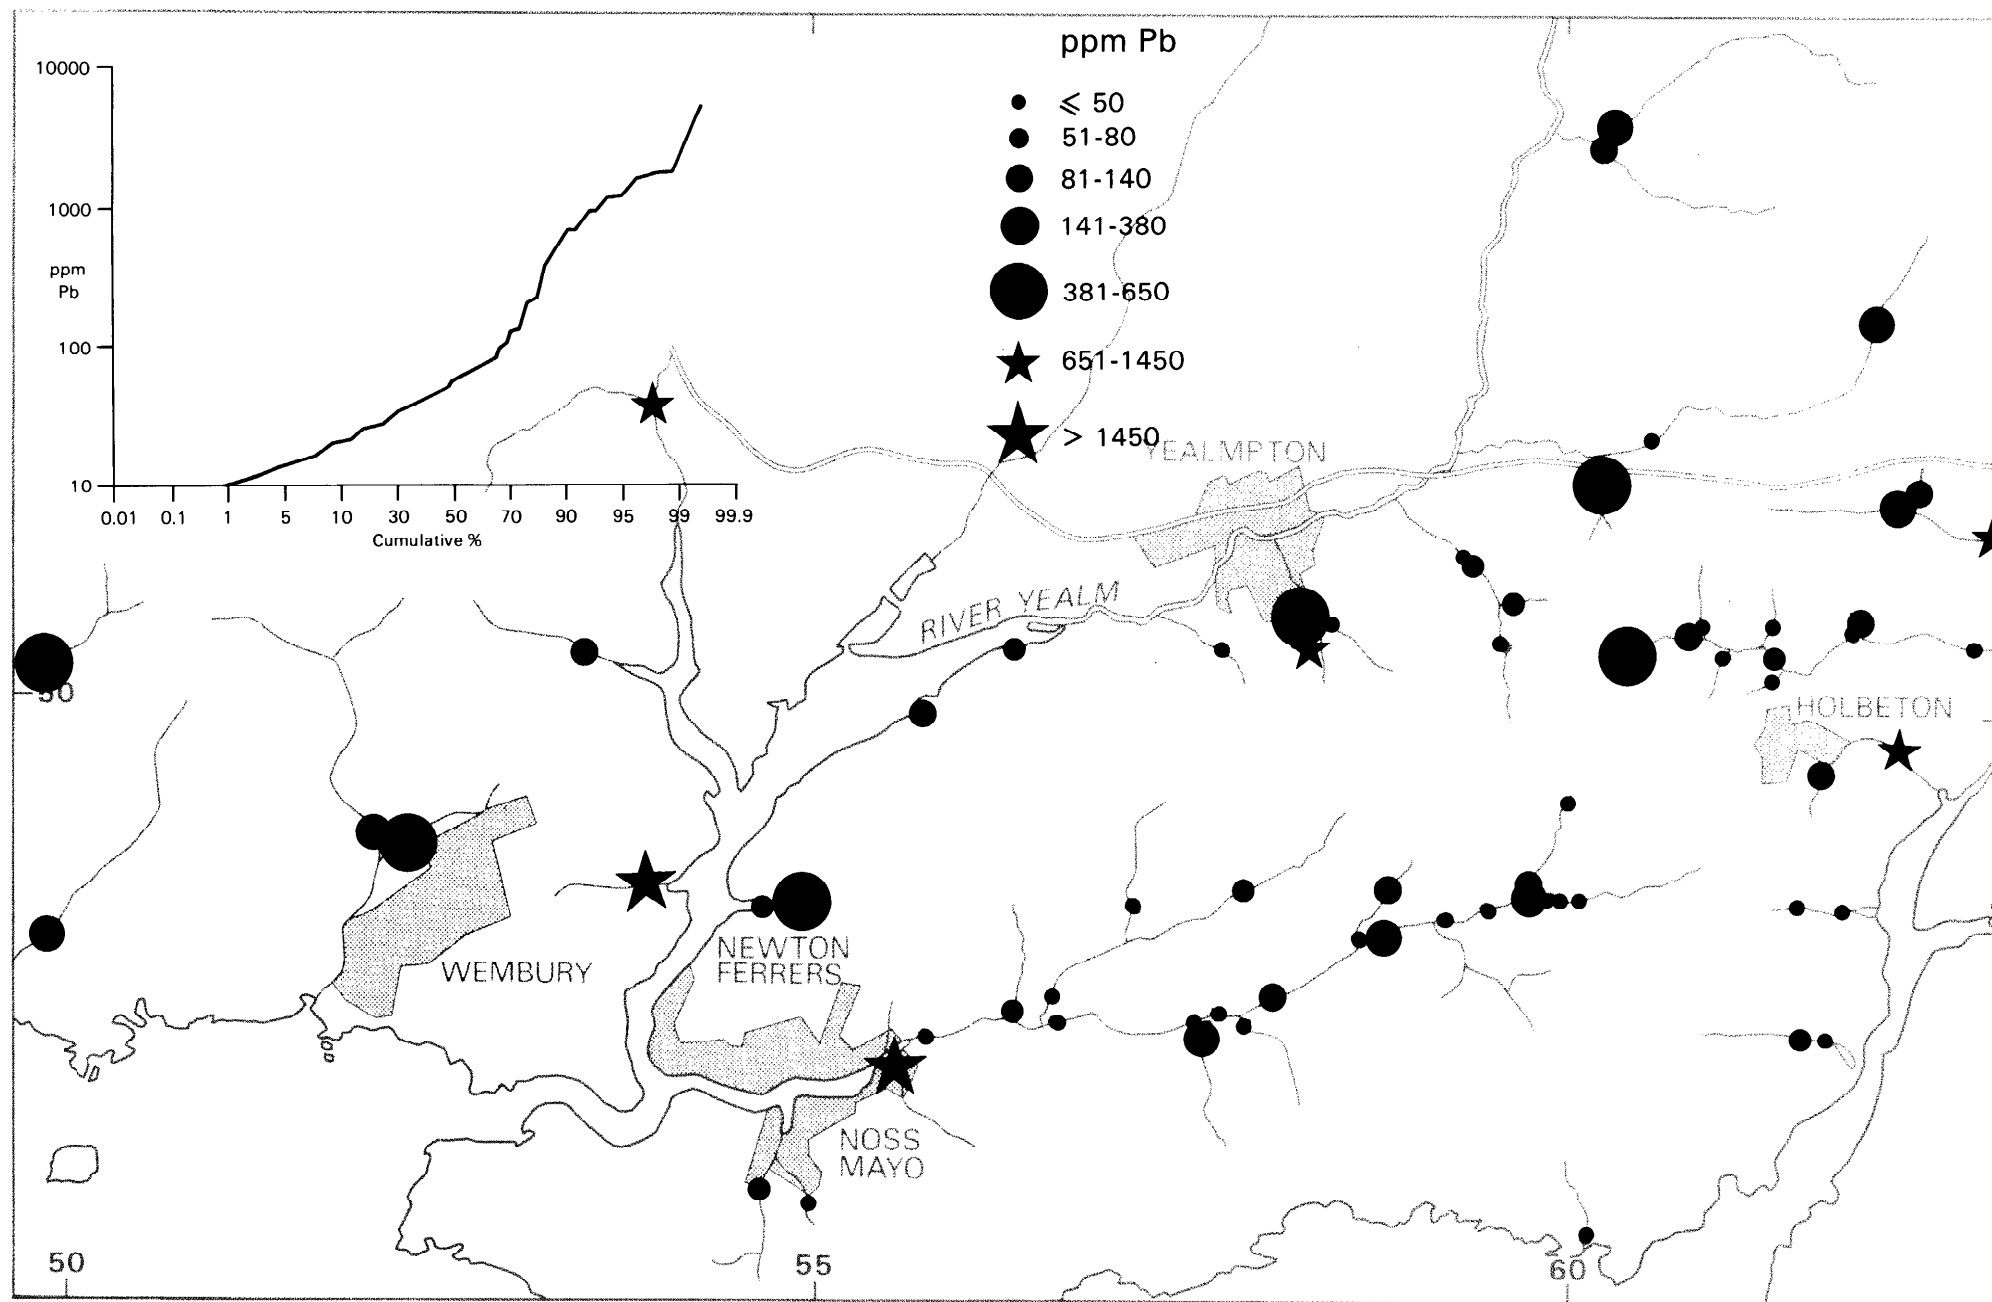 ppm Pb
⩽ 50
51-80
81-140
141-380
381-650
651-1450
> 1450
10000
1000
ppm
Pb
100
10
0.01 0.1 1 5 10 30 50 70 90 95 99 99.9
Cumulative %
YEALMPTON
RIVER YEALM
50
HOLBETON
NEWTON
FERRERS
WEMBURY
NOSS
MAYO
50
55
60